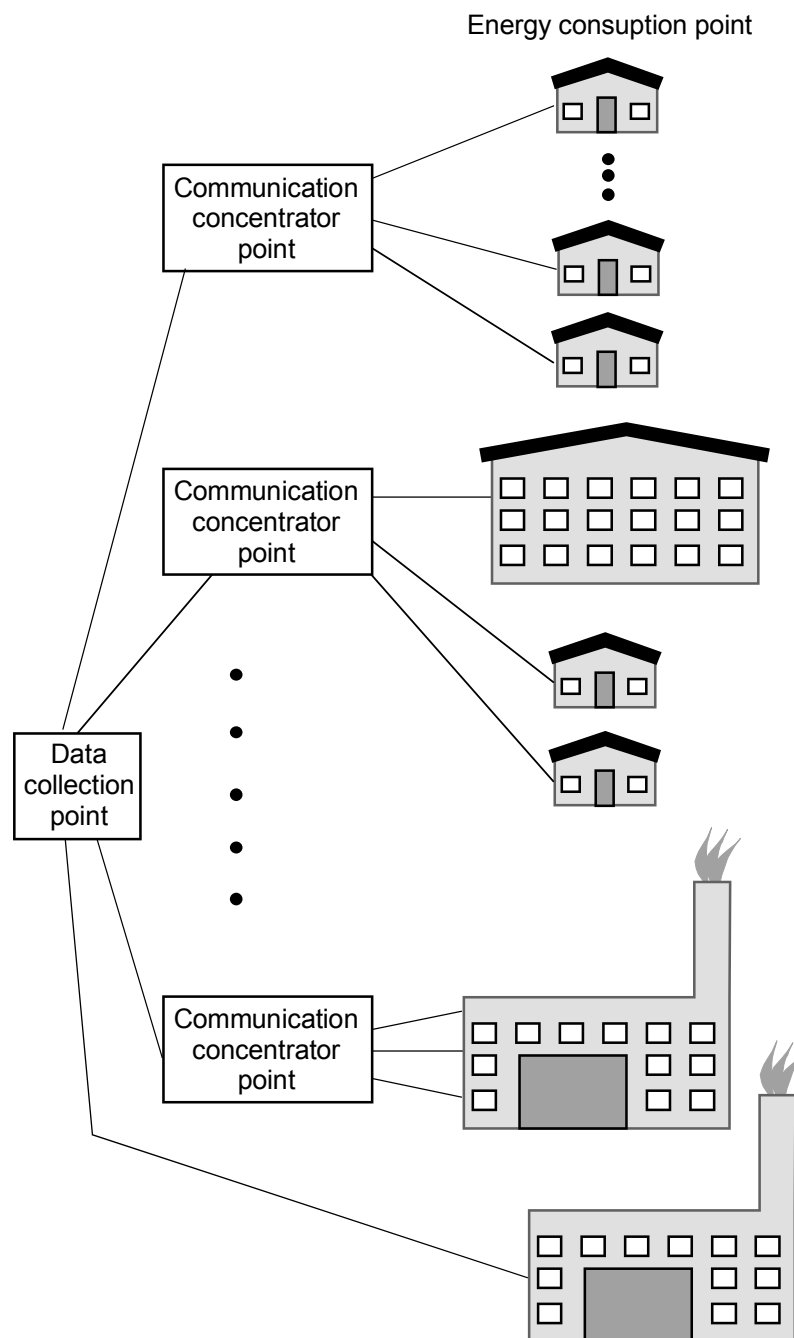 Energy consuption point
Communication
concentrator
point
Communication
concentrator
point
Data
collection
point
Communication
concentrator
point